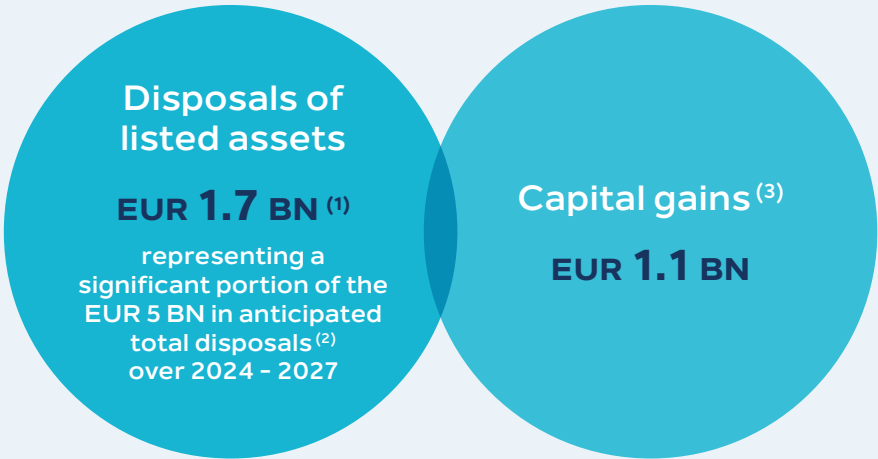 Disposals of
listed assets
EUR 1.7 BN (1)
representing a
significant portion of the
EUR 5 BN in anticipated
total disposals (2)
over 2024 - 2027
Capital gains (3)
EUR 1.1 BN